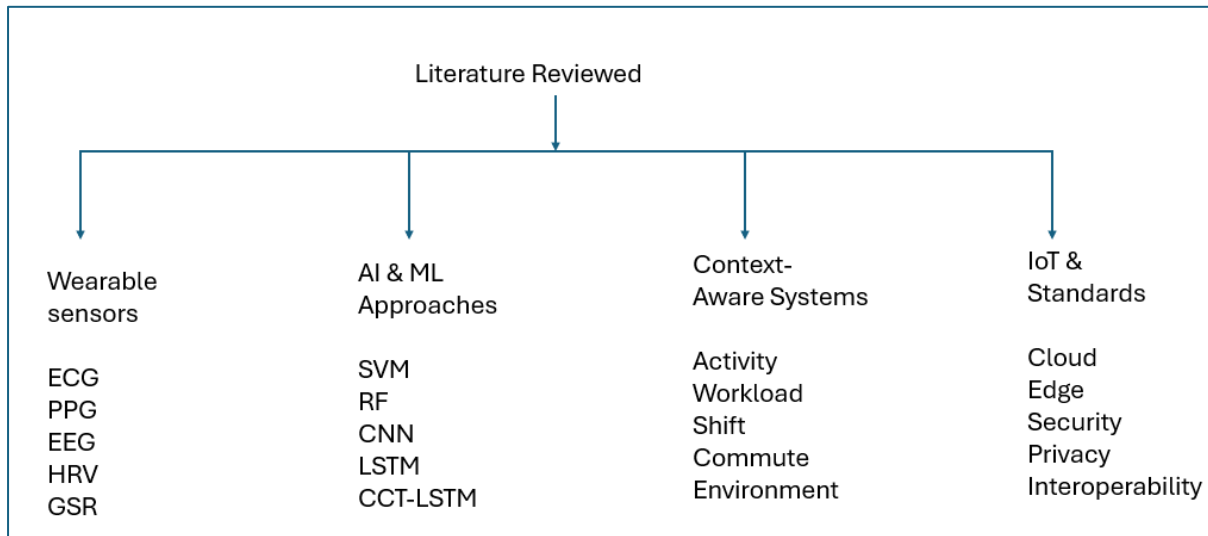 Literature Reviewed
Wearable
sensors
ECG
PPG
EEG
HRV
GSR
AI & ML
Approaches
SVM
RF
CNN
LSTM
CCT-LSTM
Context-
Aware Systems
Activity
Workload
Shift
Commute
Environment
IoT &
Standards
Cloud
Edge
Security
Privacy
Interoperability